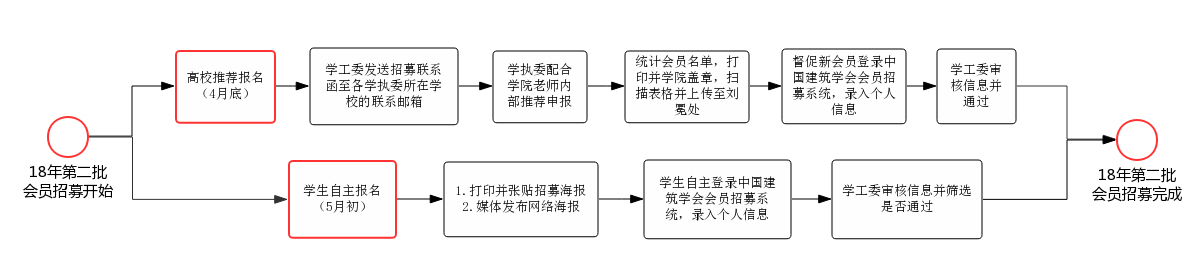 18年第二批
会员招募开始
高校推荐报名
（4月底）
学工委发送招募联系
函至各学执委所在学
校的联系邮箱
学执委配合
学院老师内
部推荐申报
统计会员名单，打
印并学院盖章，扫
描表格并上传至刘
冕处
督促新会员登录中
国建筑学会会员招
募系统，录入个人
信息
学工委审
核信息并
通过
学生自主报名
（5月初）
1.打印并张贴招募海报
2.媒体发布网络海报
学生自主登录中国建
筑学会会员招募系
统，录入个人信息
学工委审核信息并筛选
是否通过
18年第二批
会员招募完成